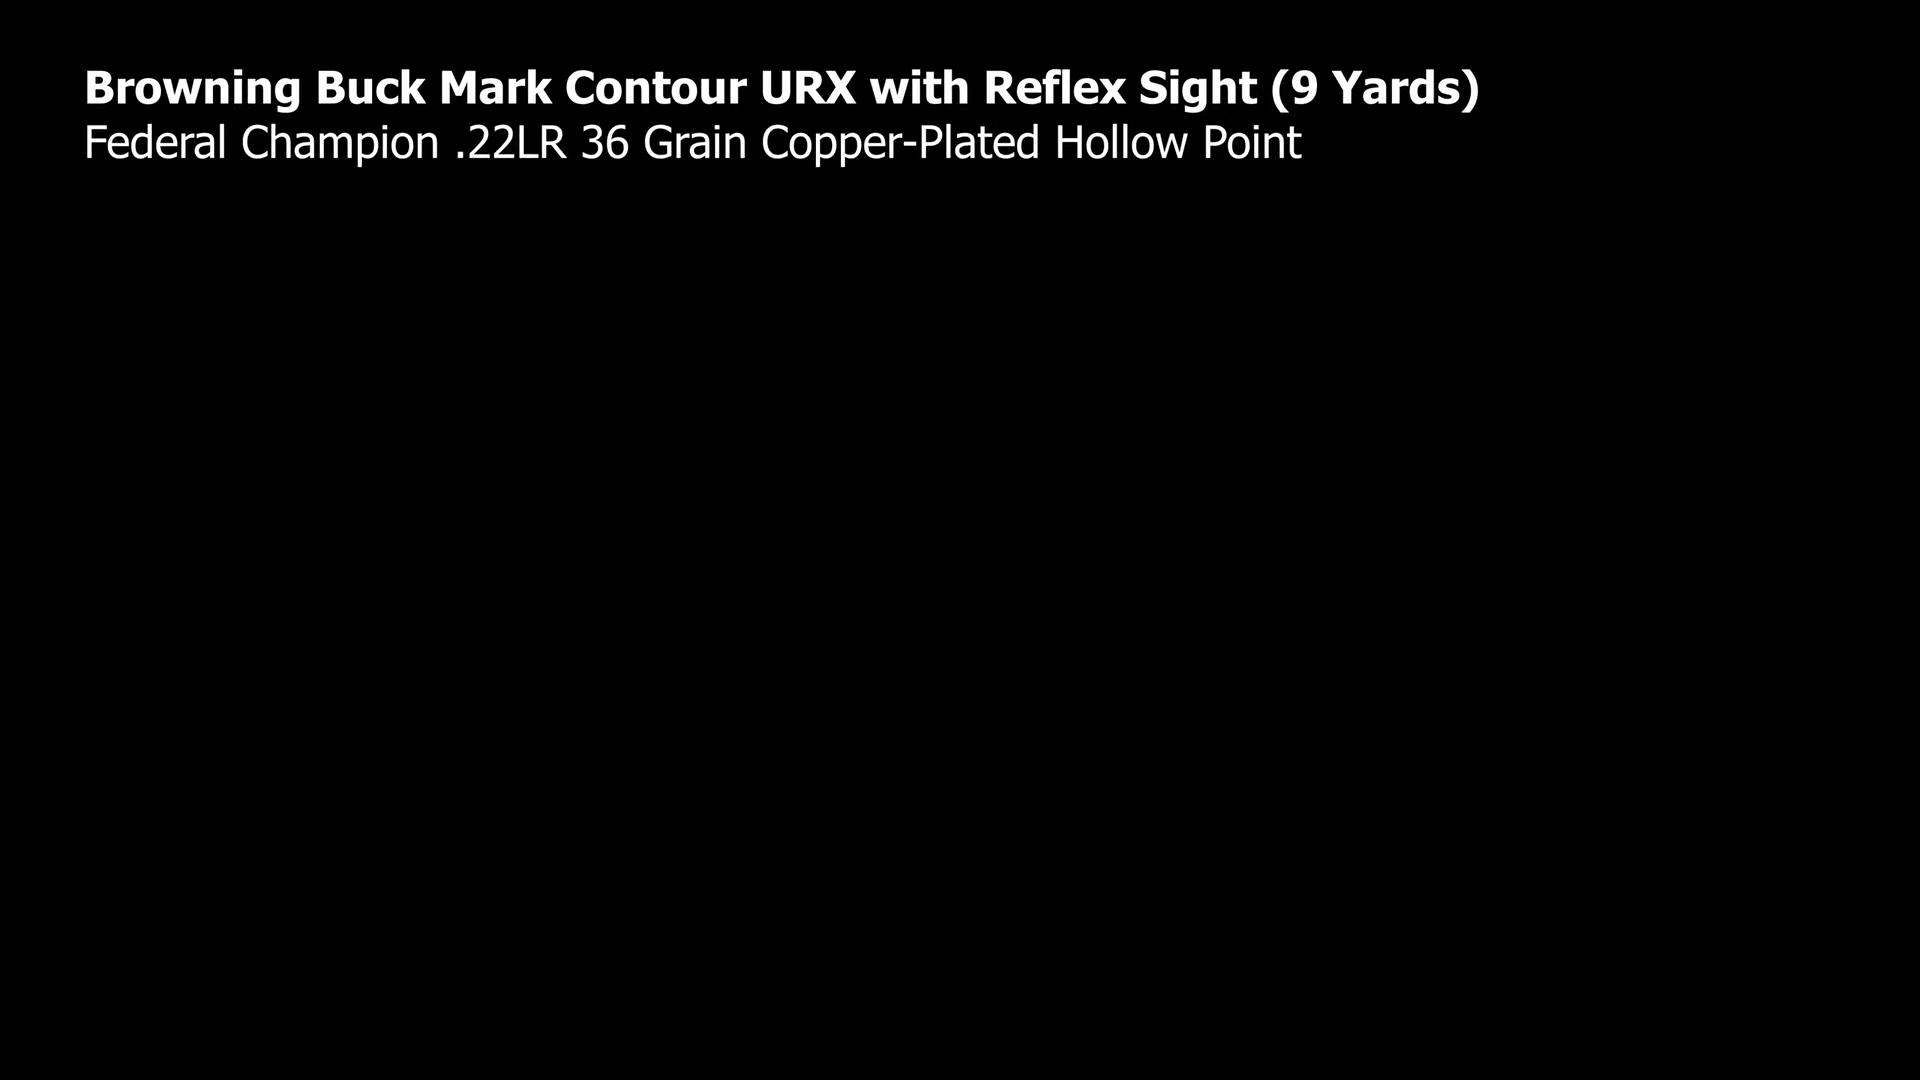 Browning Buck Mark Contour URX with Reflex Sight (9 Yards)
Federal Champion .22LR 36 Grain Copper-Plated Hollow Point